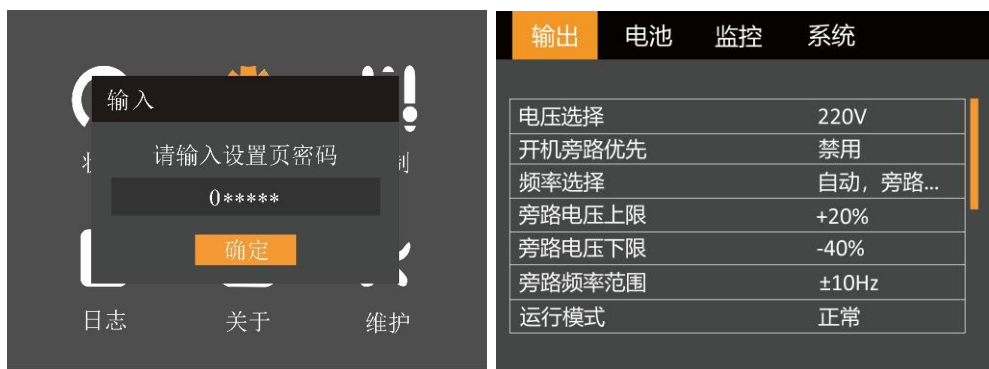 输入
请输入设置页密码
0*****
确定
日志 关于 维护
输出 电池 监控 系统
电压选择 220V
开机旁路优先 禁用
频率选择 自动，旁路...
旁路电压上限 +20%
旁路电压下限 -40%
旁路频率范围 ±10Hz
运行模式 正常